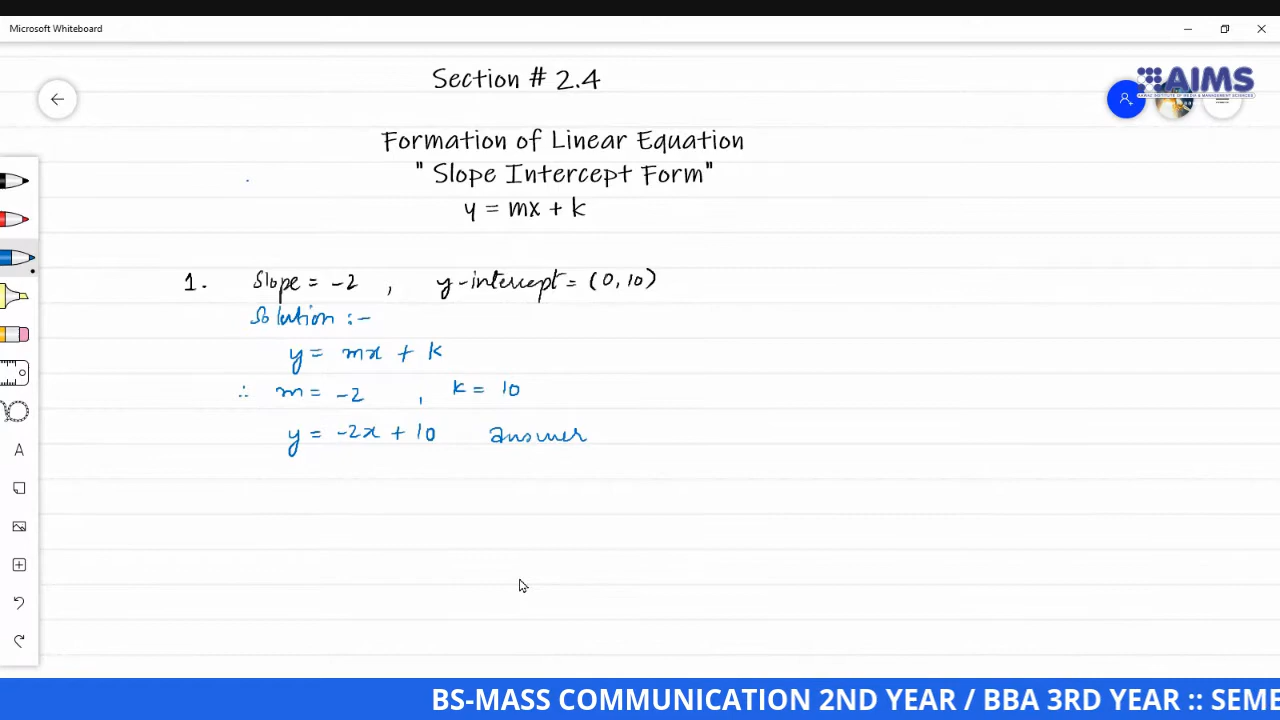 Microsoft Whiteboard
Section # 2.4
AIMS
Formation of Linear Equation
" Slope Intercept Form"
y = mx + k
1. Slope = -2 , y-intercept = (0, 10)
Solution :-
y = mx + k
∴ m = -2 , k = 10
y = -2x + 10 answer
A
BS-MASS COMMUNICATION 2ND YEAR / BBA 3RD YEAR :: SEME